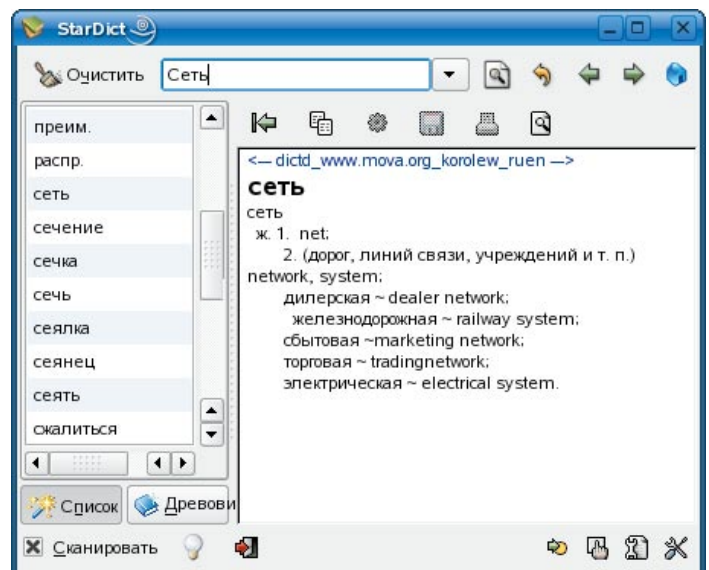 StarDict
Очистить Сеть
преим.
распр.
сеть
сечение
сечка
сечь
сеялка
сеянец
сеять
сжалиться
<— dictd_www.mova.org_korolew_ruen —>
сеть
сеть
ж. 1. net;
2. (дорог, линий связи, учреждений и т. п.)
network, system;
дилерская ~ dealer network;
железнодорожная ~ railway system;
сбытовая ~marketing network;
торговая ~ tradingnetwork;
электрическая ~ electrical system.
Список Древови
Сканировать